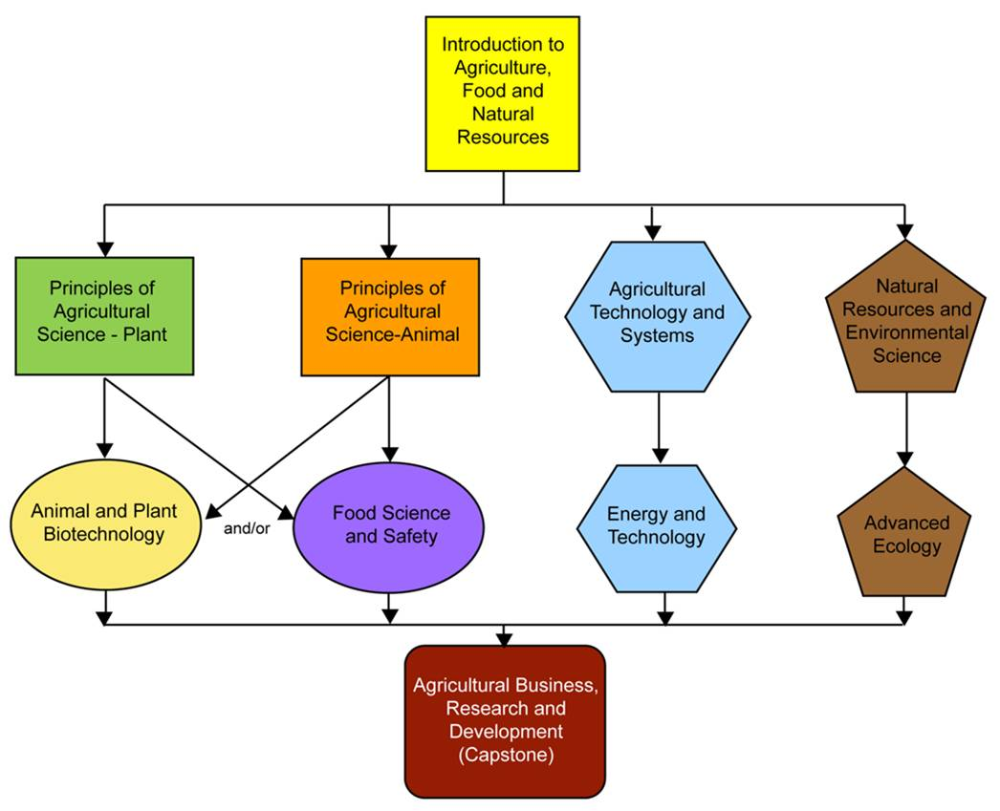 Introduction to
Agriculture,
Food and
Natural
Resources
Principles of
Agricultural
Science - Plant
Principles of
Agricultural
Science-Animal
Agricultural
Technology and
Systems
Natural
Resources and
Environmental
Science
Animal and Plant
Biotechnology
and/or
Food Science
and Safety
Energy and
Technology
Advanced
Ecology
Agricultural Business,
Research and
Development
(Capstone)